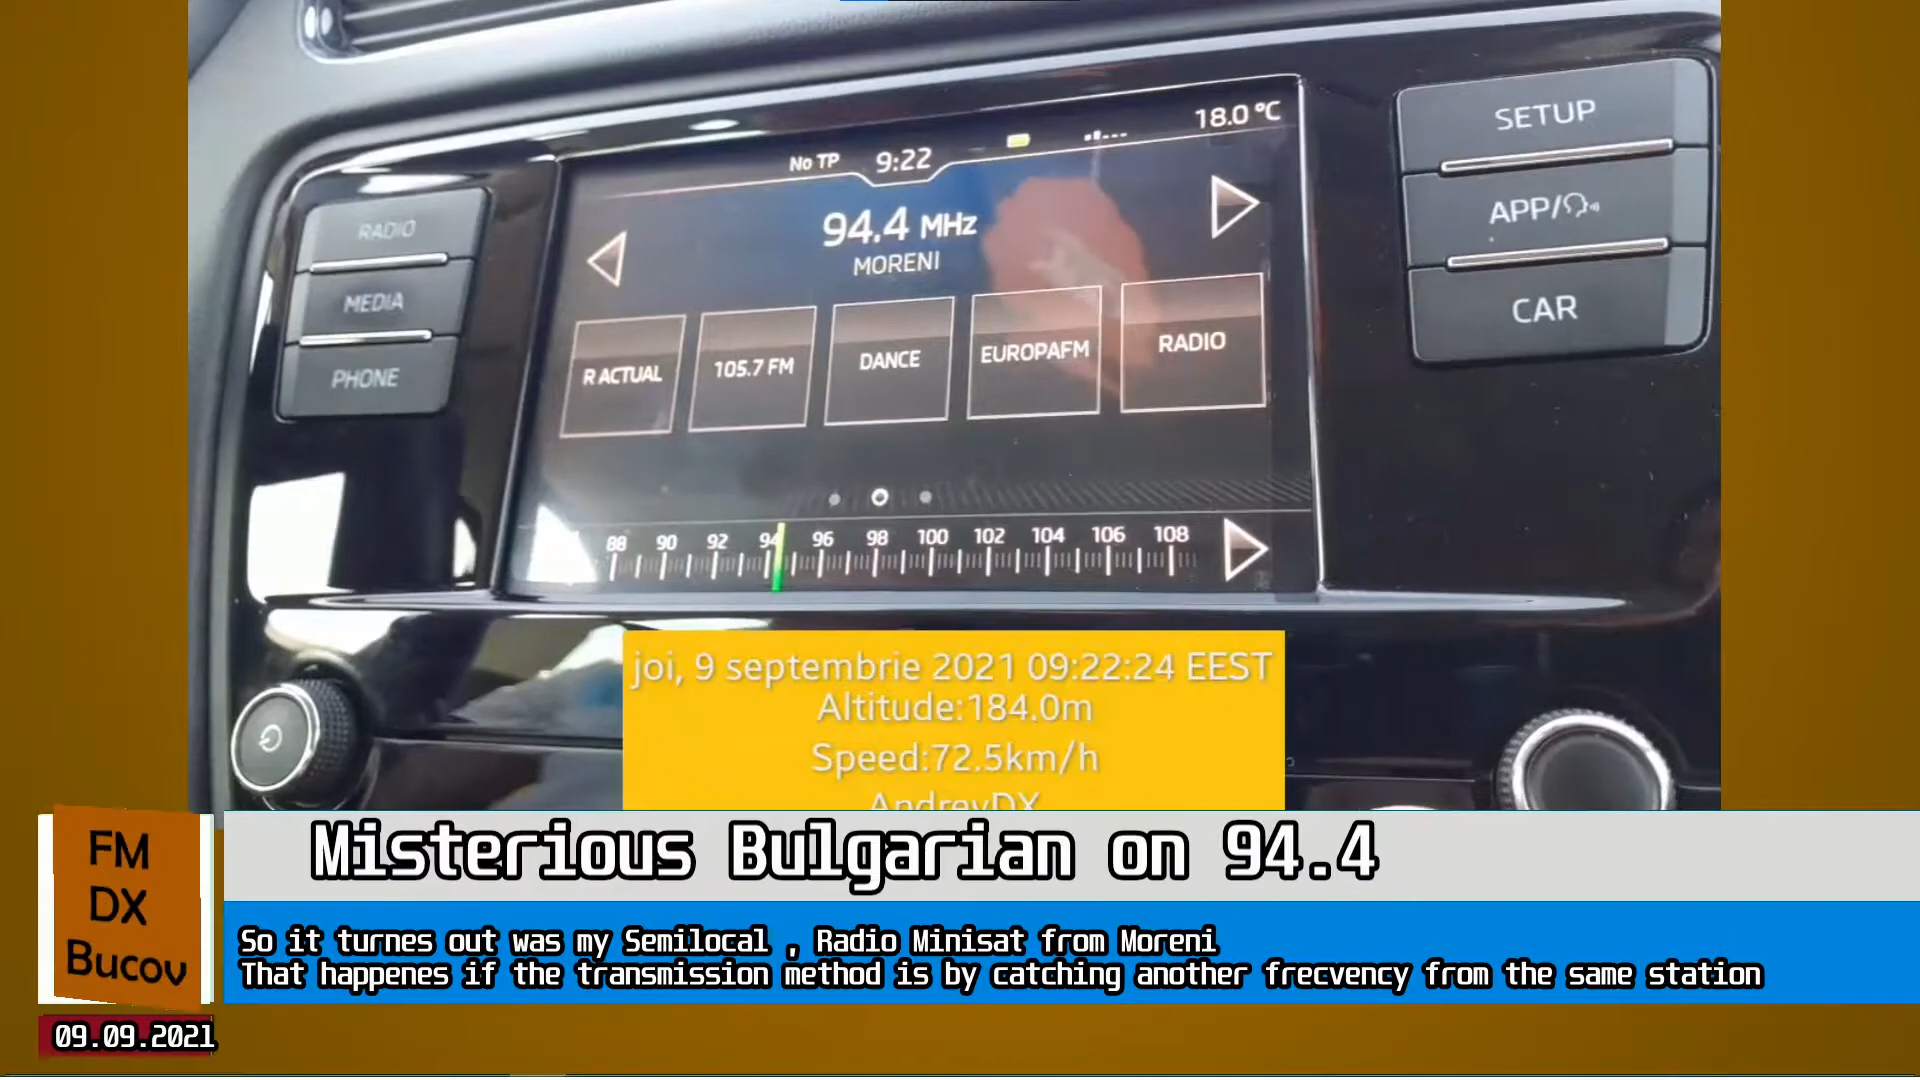 18.0 °C
No TP 9:22
94.4 MHz
MORENI
R ACTUAL 105.7 FM DANCE EUROPAFM RADIO
88 90 92 94 96 98 100 102 104 106 108
RADIO
MEDIA
PHONE
SETUP
APP/
CAR
joi, 9 septembrie 2021 09:22:24 EEST
Altitude:184.0m
Speed:72.5km/h
AndreyDX
Misterious Bulgarian on 94.4
So it turnes out was my Semilocal , Radio Minisat from Moreni
That happenes if the transmission method is by catching another frecvency from the same station
FM
DX
Bucov
09.09.2021